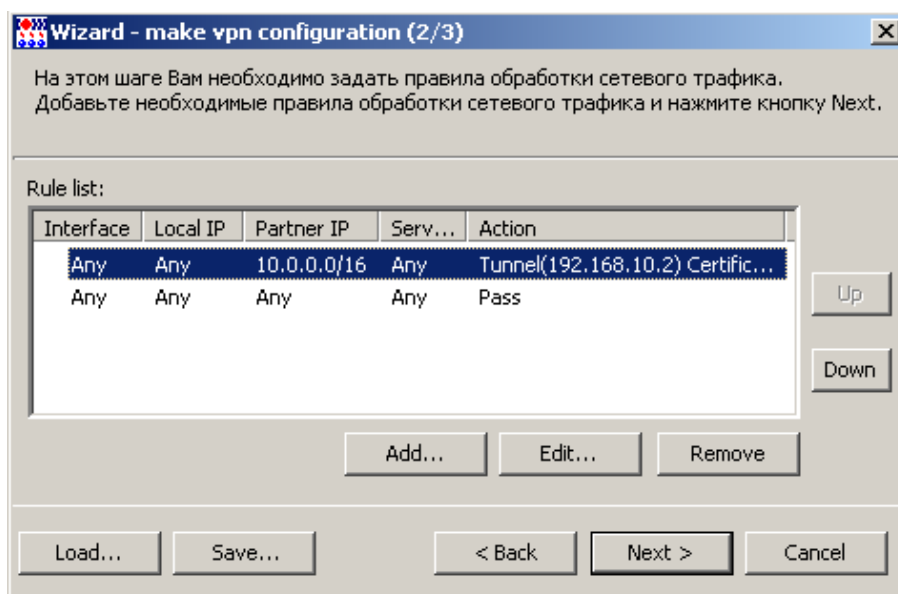 Wizard - make vpn configuration (2/3)
На этом шаге Вам необходимо задать правила обработки сетевого трафика.
Добавьте необходимые правила обработки сетевого трафика и нажмите кнопку Next.
Rule list:
Interface Local IP Partner IP Serv... Action
Any Any 10.0.0.0/16 Any Tunnel(192.168.10.2) Certific...
Any Any Any Any Pass
Up
Down
Add... Edit... Remove
Load... Save... < Back Next > Cancel